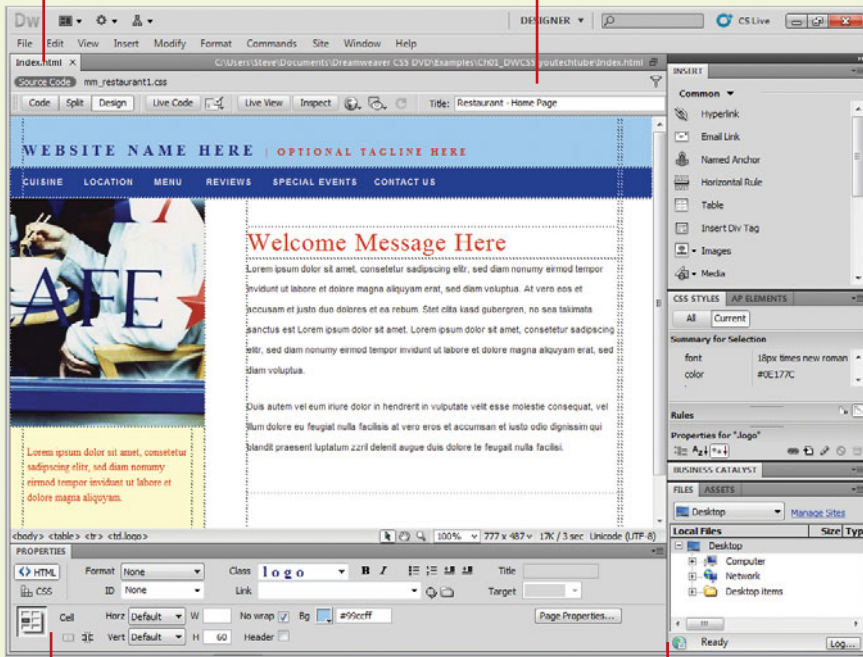 Dw DESIGNER CS Live
File Edit View Insert Modify Format Commands Site Window Help
Index.html × C:\Users\Steve\Documents\Dreamweaver CS5 DVD\Examples\Ch01_DWCS5 youtechtube\Index.html
Source Code mm_restaurant1.css
Code Split Design Live Code Live View Inspect Title: Restaurant - Home Page
WEBSITE NAME HERE | OPTIONAL TAGLINE HERE
CUISINE LOCATION MENU REVIEWS SPECIAL EVENTS CONTACT US
AFE
Welcome Message Here
Lorem ipsum dolor sit amet, consetetur sadipscing elitr, sed diam nonumy eirmod tempor
invidunt ut labore et dolore magna aliquyam erat, sed diam voluptua. At vero eos et
accusam et justo duo dolores et ea rebum. Stet clita kasd gubergren, no sea takimata
sanctus est Lorem ipsum dolor sit amet. Lorem ipsum dolor sit amet, consetetur sadipscing
elitr, sed diam nonumy eirmod tempor invidunt ut labore et dolore magna aliquyam erat, sed
diam voluptua.
Duis autem vel eum iriure dolor in hendrerit in vulputate velit esse molestie consequat, vel
illum dolore eu feugiat nulla facilisis at vero eros et accumsan et iusto odio dignissim qui
blandit praesent luptatum zzril delenit augue duis dolore te feugait nulla facilisi.
Lorem ipsum dolor sit amet, consetetur
sadipscing elitr, sed diam nonumy
eirmod tempor invidunt ut labore et
dolore magna aliquyam.
<body> <table> <tr> <td.logo> 100% 777 x 487 17K / 3 sec Unicode (UTF-8)
PROPERTIES
<> HTML Format None Class logo B I Title
CSS ID None Link Target
Cell Horz Default W No wrap Bg #99ccff Page Properties...
Vert Default H 60 Header
INSERT
Common
Hyperlink
Email Link
Named Anchor
Horizontal Rule
Table
Insert Div Tag
Images
Media
CSS STYLES AP ELEMENTS
All Current
Summary for Selection
font 18px times new roman
color #0E177C
Rules
Properties for ".logo"
BUSINESS CATALYST
FILES ASSETS
Desktop Manage Sites
Local Files Size Typ
Desktop
Computer
Network
Desktop items
Ready Log...